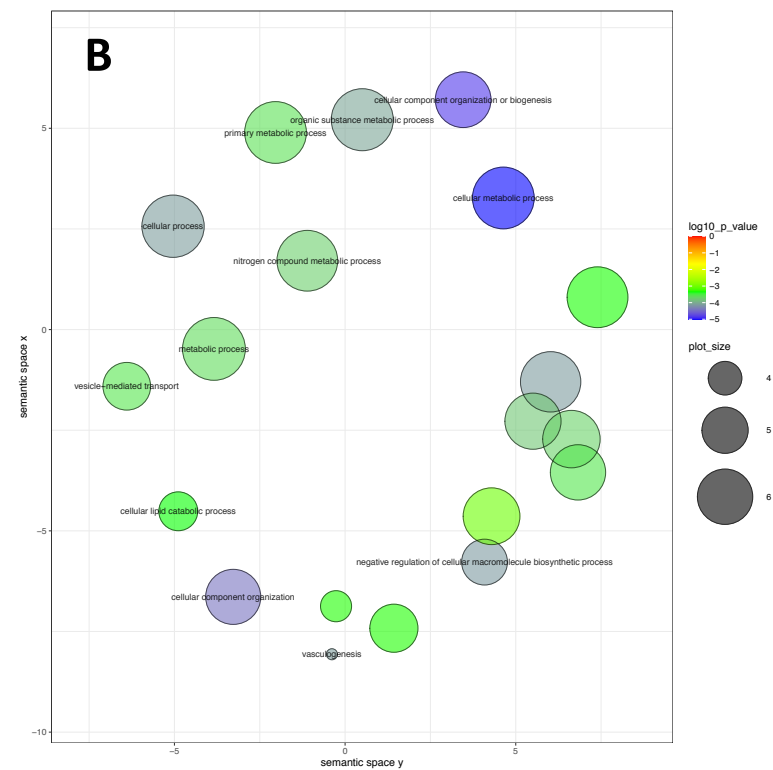 B
cellular component organization or biogenesis
organic substance metabolic process
primary metabolic process
cellular metabolic process
cellular process
nitrogen compound metabolic process
metabolic process
vesicle−mediated transport
cellular lipid catabolic process
negative regulation of cellular macromolecule biosynthetic process
cellular component organization
vasculogenesis
5
0
−5
−10
semantic space x
−5
0
5
semantic space y
log10_p_value
0
−1
−2
−3
−4
−5
plot_size
4
5
6